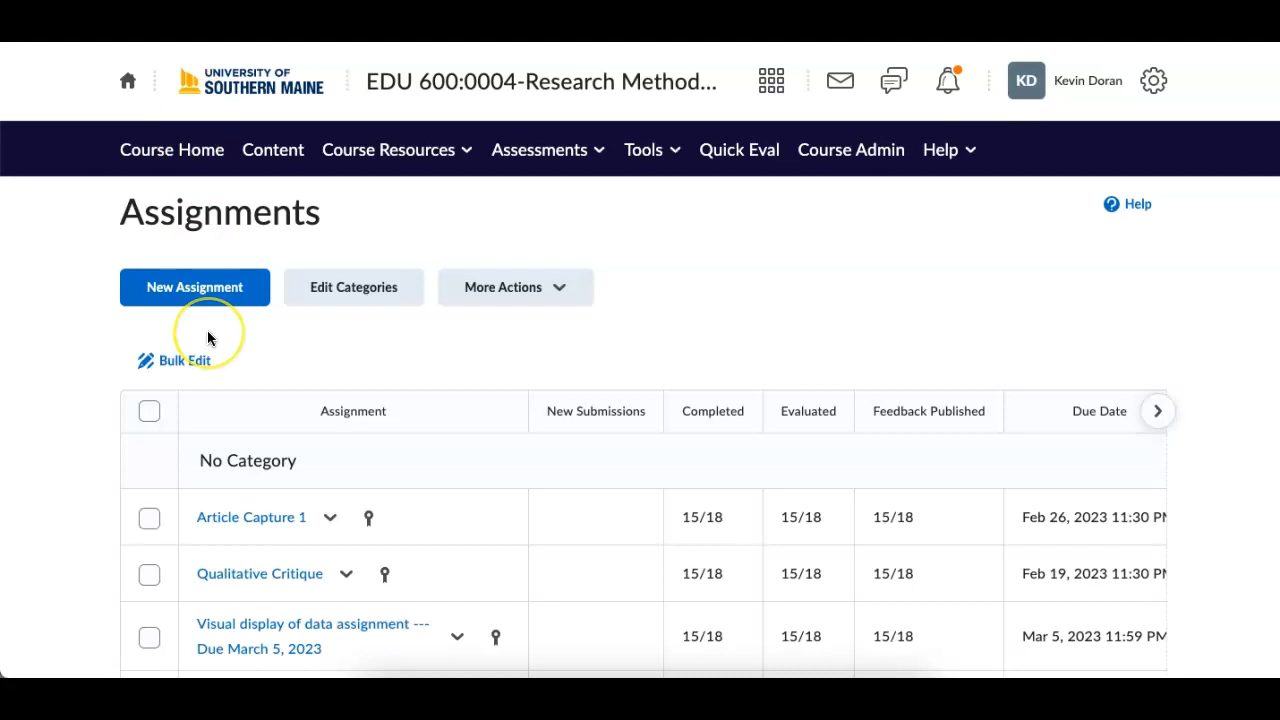 UNIVERSITY OF
SOUTHERN MAINE
EDU 600:0004-Research Method...
KD
Kevin Doran
Course Home Content Course Resources Assessments Tools Quick Eval Course Admin Help
Assignments
Help
New Assignment Edit Categories More Actions
Bulk Edit
Assignment New Submissions Completed Evaluated Feedback Published Due Date
No Category
Article Capture 1 15/18 15/18 15/18 Feb 26, 2023 11:30 PM
Qualitative Critique 15/18 15/18 15/18 Feb 19, 2023 11:30 PM
Visual display of data assignment ---
Due March 5, 2023 15/18 15/18 15/18 Mar 5, 2023 11:59 PM